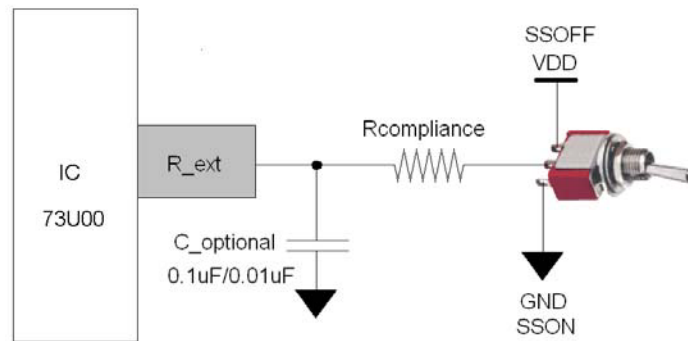 SSOFF
VDD
Rcompliance
R_ext
IC
73U00
C_optional
0.1uF/0.01uF
GND
SSON